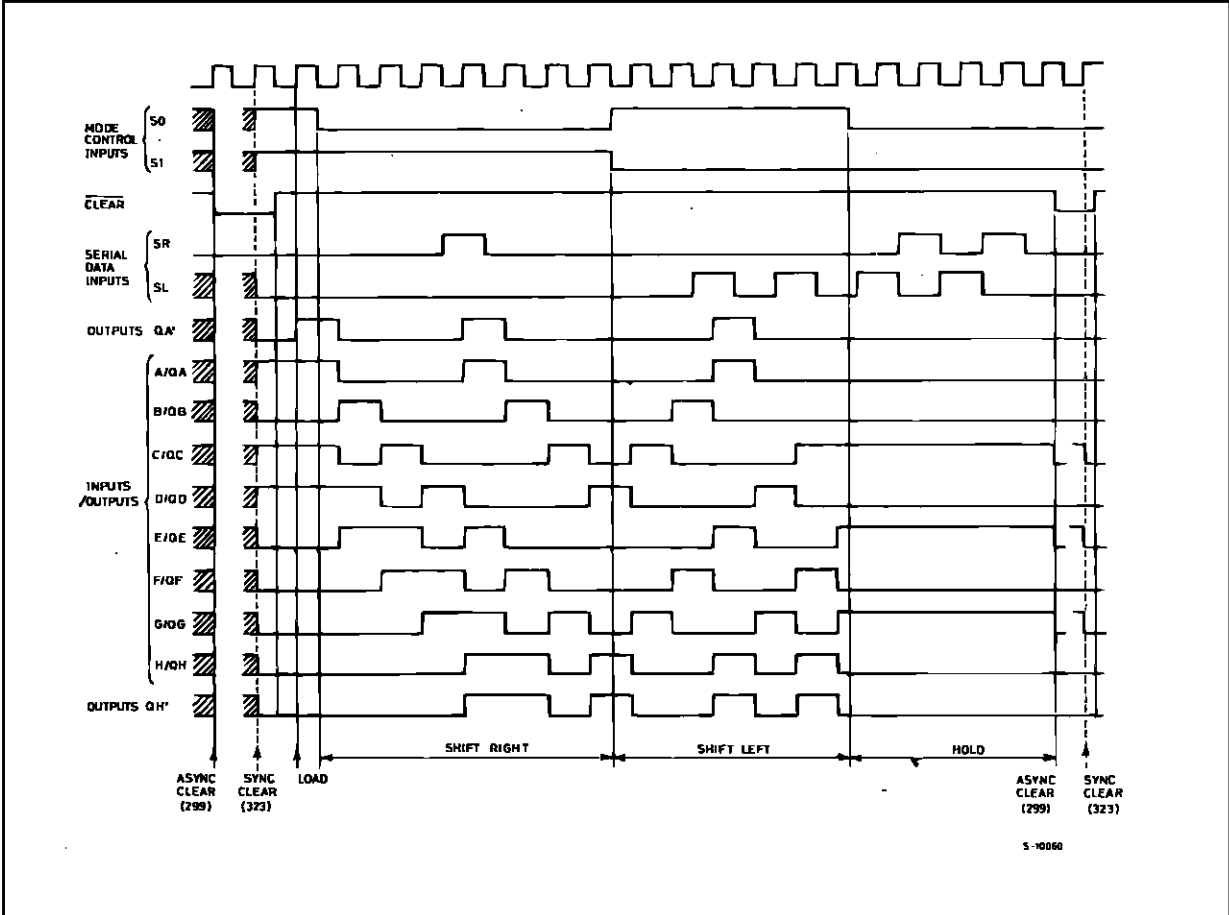 MODE
CONTROL
INPUTS
S0
S1
CLEAR
SERIAL
DATA
INPUTS
SR
SL
OUTPUTS QA'
INPUTS
/OUTPUTS
A/QA
B/QB
C/QC
D/QD
E/QE
F/QF
G/QG
H/QH
OUTPUTS QH'
SHIFT RIGHT
SHIFT LEFT
HOLD
ASYNC
CLEAR
(299)
SYNC
CLEAR
(323)
LOAD
ASYNC
CLEAR
(299)
SYNC
CLEAR
(323)
S-10060